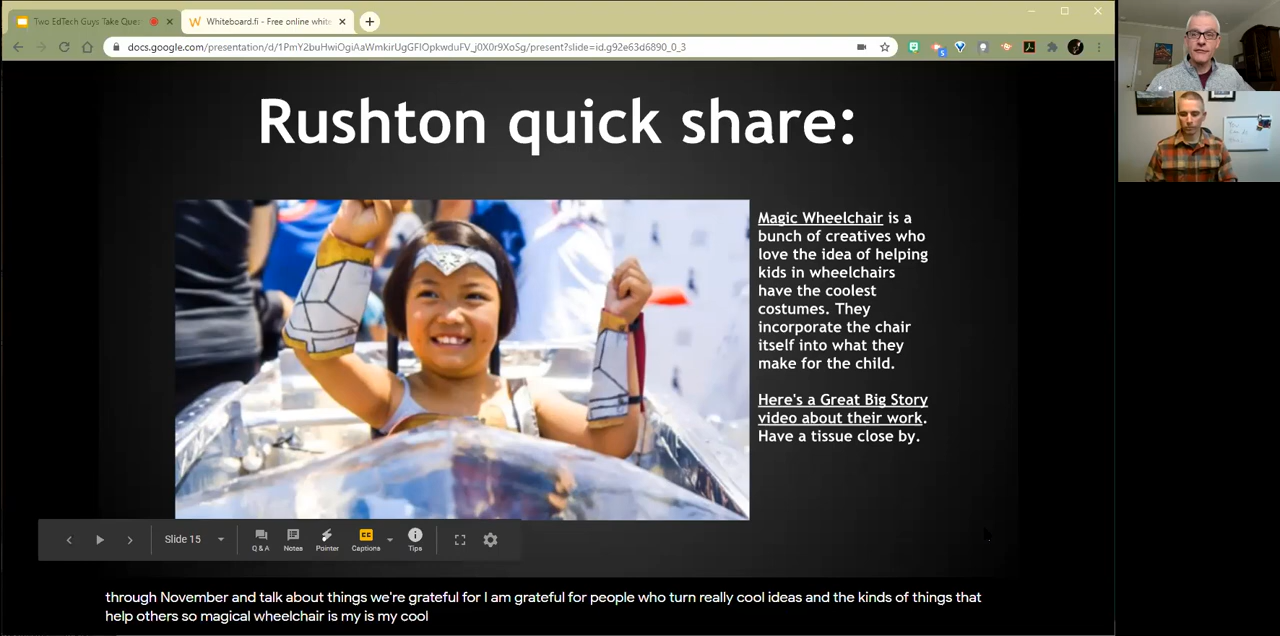 Two EdTech Guys Take Ques
Whiteboard.fi - Free online white
docs.google.com/presentation/d/1PmY2buHwiOgiAaWmkirUgGFIOpkwduFV_j0X0r9XoSg/present?slide=id.g92e63d6890_0_3
5
Rushton quick share:
Magic Wheelchair is a
bunch of creatives who
love the idea of helping
kids in wheelchairs
have the coolest
costumes. They
incorporate the chair
itself into what they
make for the child.
Here's a Great Big Story
video about their work.
Have a tissue close by.
Slide 15
Q & A
Notes
Pointer
CC
Captions
Tips
through November and talk about things we're grateful for I am grateful for people who turn really cool ideas and the kinds of things that
help others so magical wheelchair is my is my cool